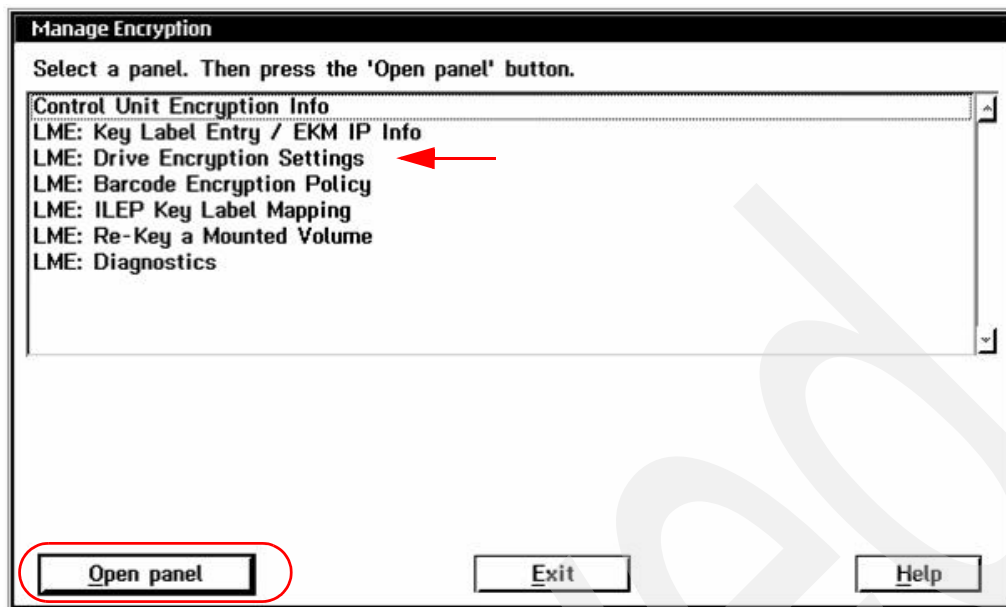 Manage Encryption
Select a panel. Then press the 'Open panel' button.
Control Unit Encryption Info
LME: Key Label Entry / EKM IP Info
LME: Drive Encryption Settings
LME: Barcode Encryption Policy
LME: ILEP Key Label Mapping
LME: Re-Key a Mounted Volume
LME: Diagnostics
Open panel Exit Help